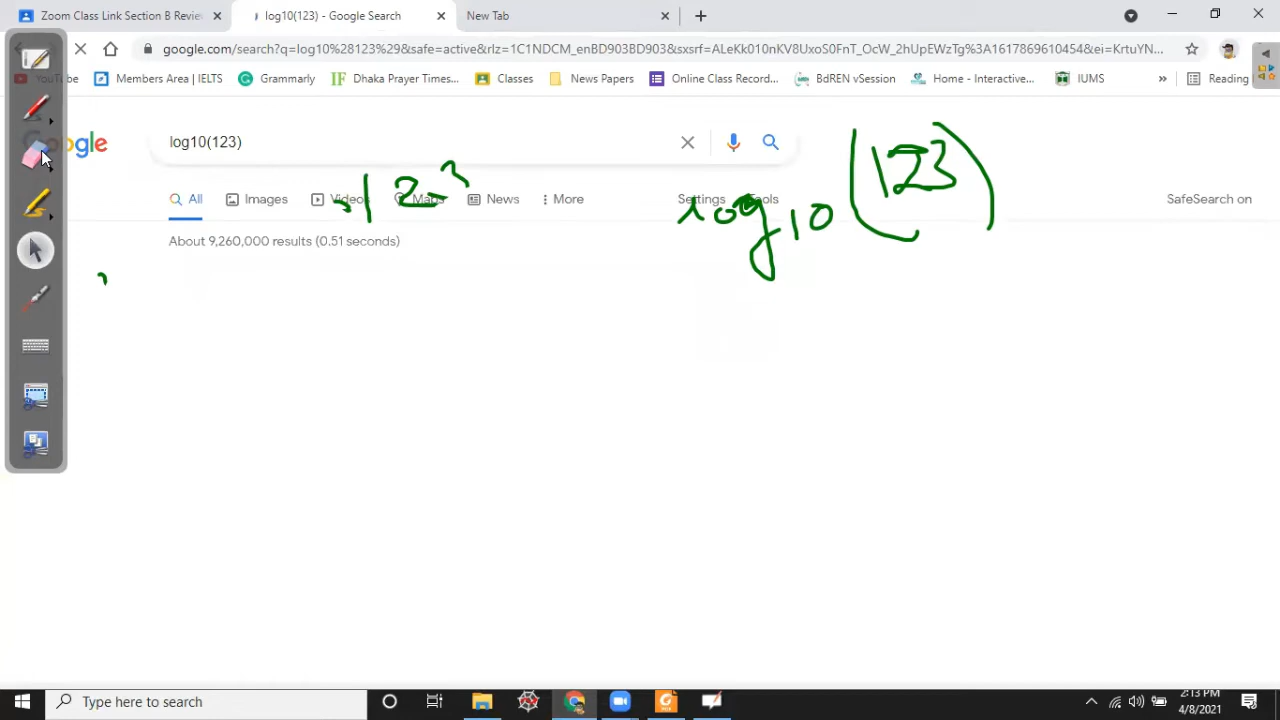 Zoom Class Link Section B Review
log10(123) - Google Search
New Tab
google.com/search?q=log10%28123%29&safe=active&rlz=1C1NDCM_enBD903BD903&sxsrf=ALeKk010nKV8UxoS0FnT_OcW_2hUpEWzTg%3A1617869610454&ei=KrtuYN...
YouTube
Members Area | IELTS
Grammarly
Dhaka Prayer Times...
Classes
News Papers
Online Class Record...
BdREN vSession
Home - Interactive...
IUMS
»
Reading
Google
log10(123)
123
log10(123)
All
Images
Videos
Maps
News
More
Settings
Tools
SafeSearch on
About 9,260,000 results (0.51 seconds)
Type here to search
2:13 PM
4/8/2021